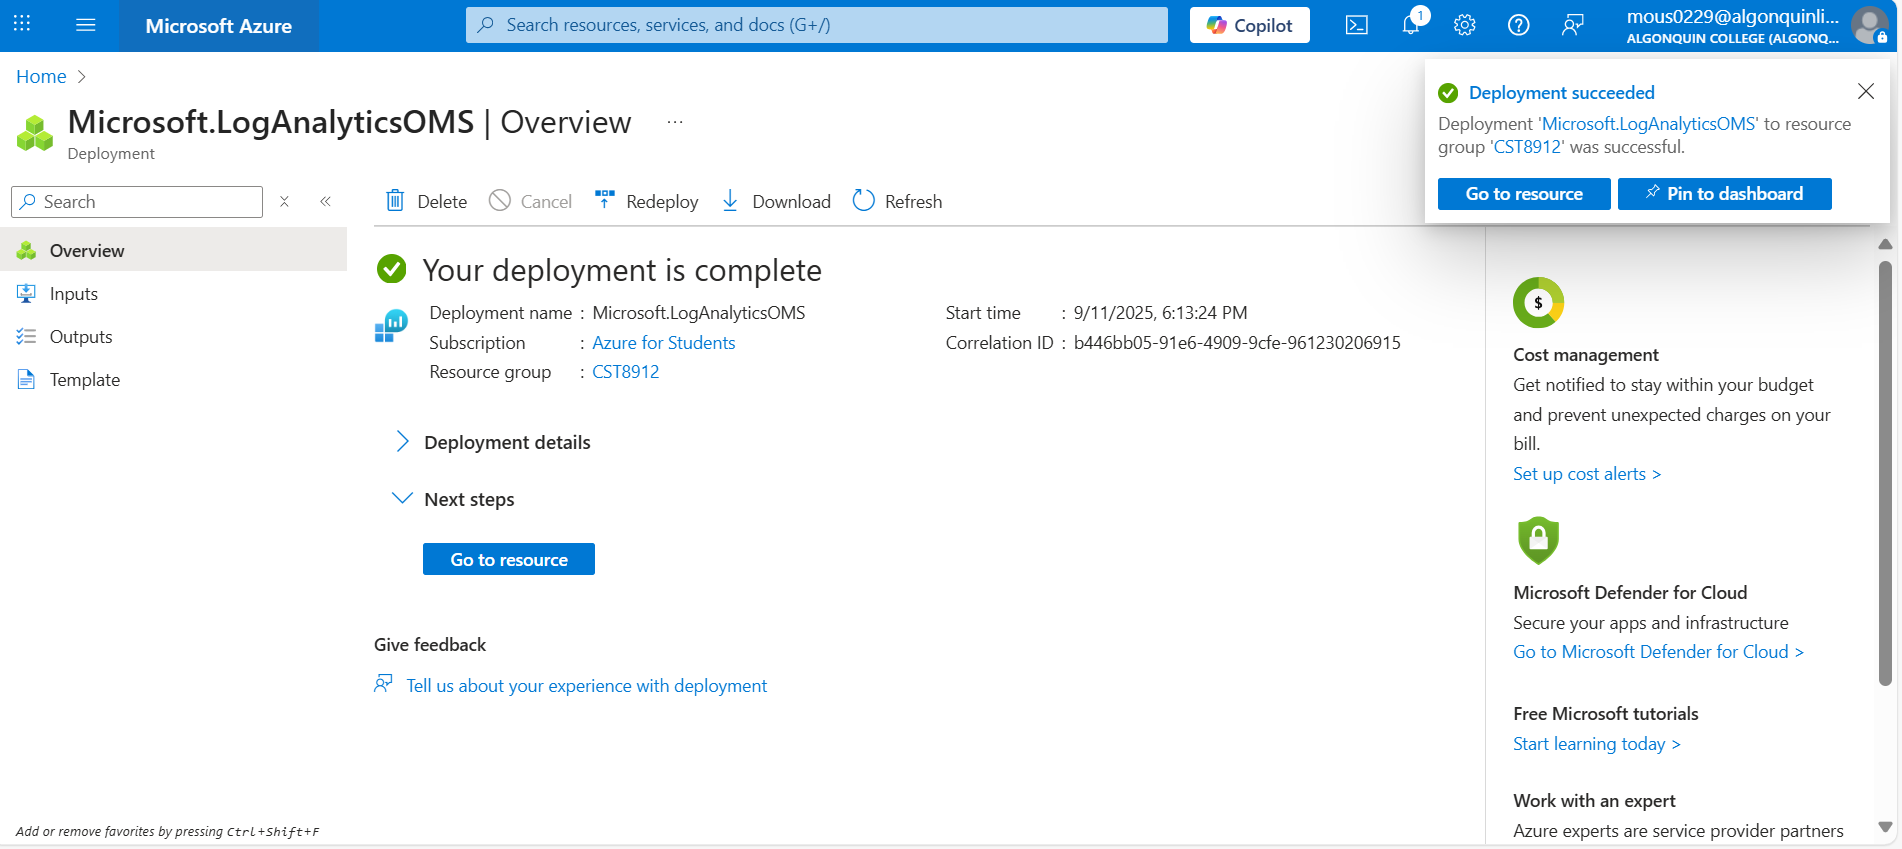 Microsoft Azure
Search resources, services, and docs (G+/)
Copilot
1
mous0229@algonquinli...
ALGONQUIN COLLEGE (ALGONQ...
Home
Microsoft.LogAnalyticsOMS | Overview
...
Deployment
Deployment succeeded
Deployment 'Microsoft.LogAnalyticsOMS' to resource
group 'CST8912' was successful.
Go to resource
Pin to dashboard
Search
Delete
Cancel
Redeploy
Download
Refresh
Overview
Inputs
Outputs
Template
Your deployment is complete
Deployment name : Microsoft.LogAnalyticsOMS
Subscription : Azure for Students
Resource group : CST8912
Start time : 9/11/2025, 6:13:24 PM
Correlation ID : b446bb05-91e6-4909-9cfe-961230206915
Deployment details
Next steps
Go to resource
Give feedback
Tell us about your experience with deployment
$
Cost management
Get notified to stay within your budget
and prevent unexpected charges on your
bill.
Set up cost alerts >
Microsoft Defender for Cloud
Secure your apps and infrastructure
Go to Microsoft Defender for Cloud >
Free Microsoft tutorials
Start learning today >
Work with an expert
Azure experts are service provider partners
Add or remove favorites by pressing Ctrl+Shift+F